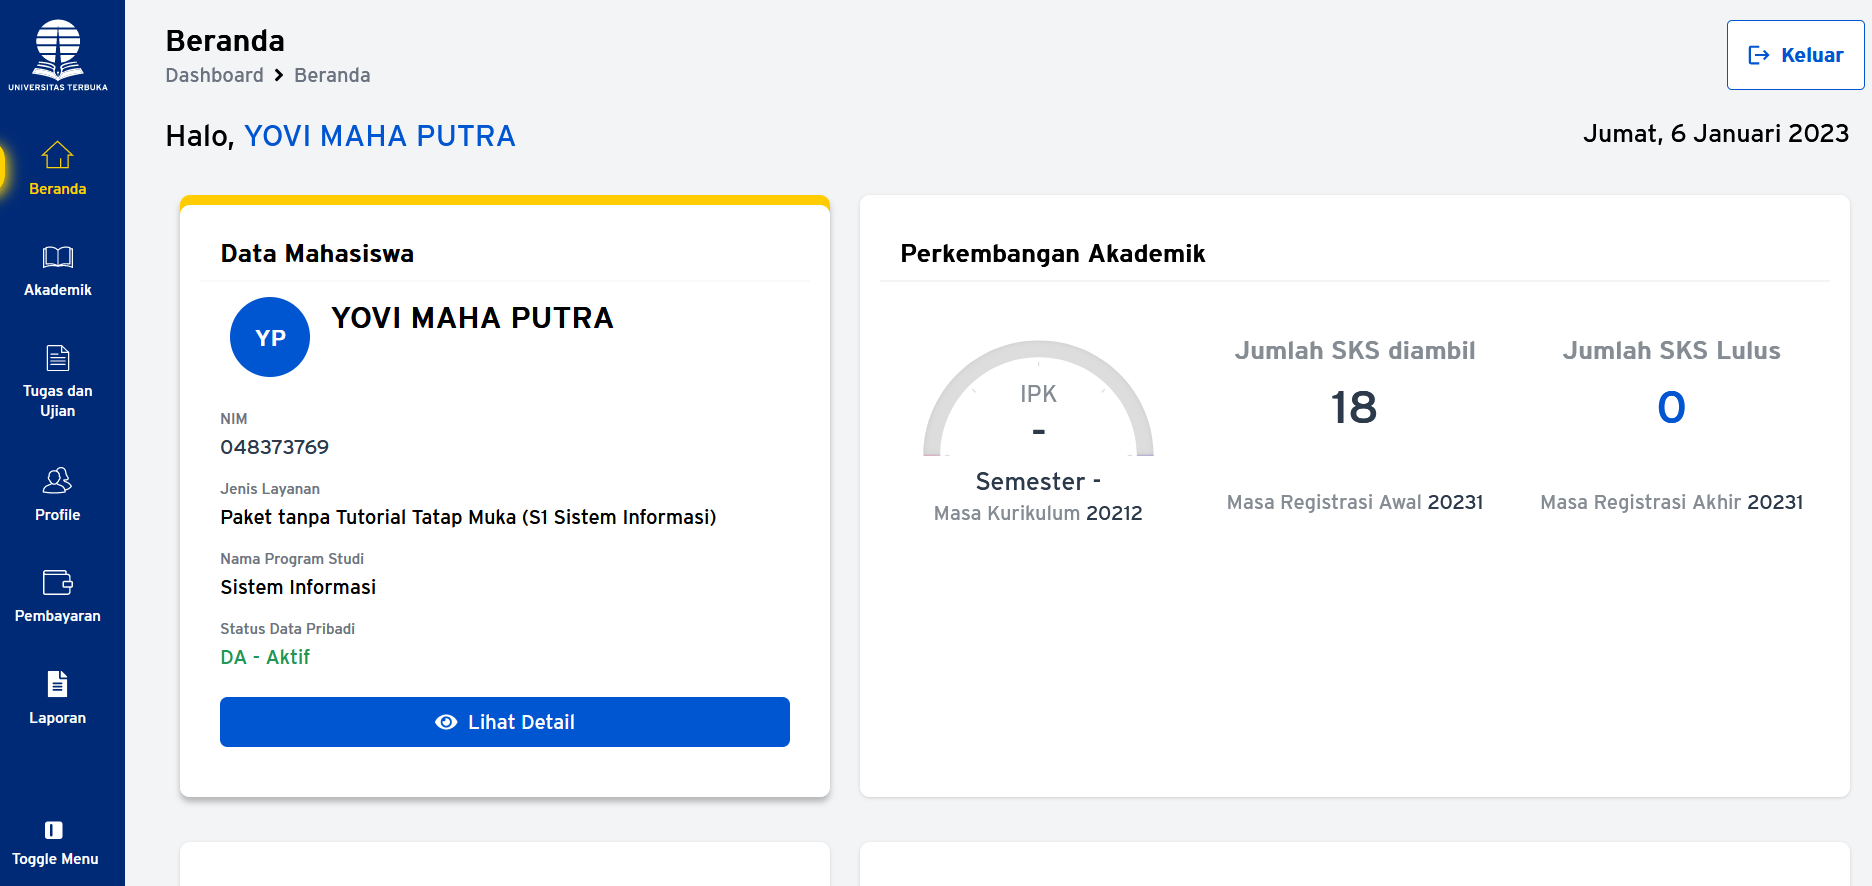 UNIVERSITAS TERBUKA
Beranda
Akademik
Tugas dan
Ujian
Profile
Pembayaran
Laporan
Toggle Menu
Beranda
Dashboard > Beranda
Keluar
Halo, YOVI MAHA PUTRA
Jumat, 6 Januari 2023
Data Mahasiswa
YP
YOVI MAHA PUTRA
NIM
048373769
Jenis Layanan
Paket tanpa Tutorial Tatap Muka (S1 Sistem Informasi)
Nama Program Studi
Sistem Informasi
Status Data Pribadi
DA - Aktif
Lihat Detail
Perkembangan Akademik
IPK
-
Semester -
Masa Kurikulum 20212
Jumlah SKS diambil
18
Masa Registrasi Awal 20231
Jumlah SKS Lulus
0
Masa Registrasi Akhir 20231